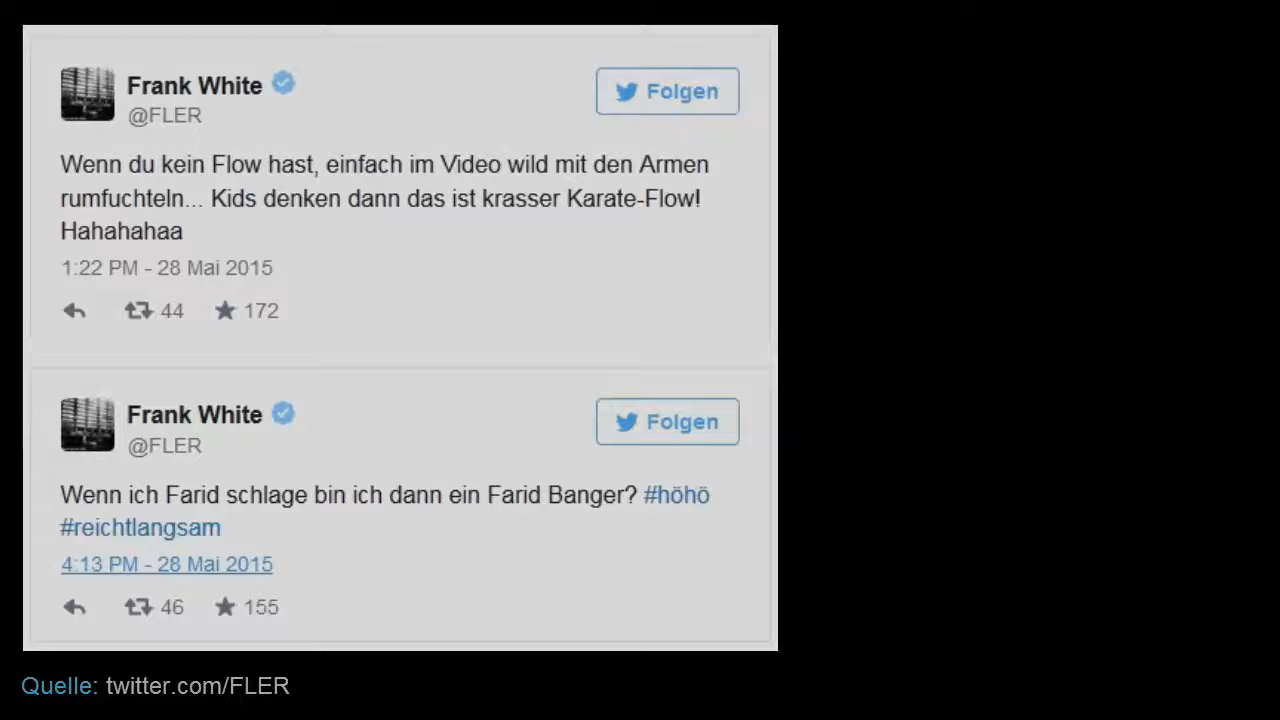 Frank White
@FLER
Folgen
Wenn du kein Flow hast, einfach im Video wild mit den Armen
rumfuchteln... Kids denken dann das ist krasser Karate-Flow!
Hahahahaa
1:22 PM - 28 Mai 2015
44 172
Frank White
@FLER
Folgen
Wenn ich Farid schlage bin ich dann ein Farid Banger? #höhö
#reichtlangsam
4:13 PM - 28 Mai 2015
46 155
Quelle: twitter.com/FLER